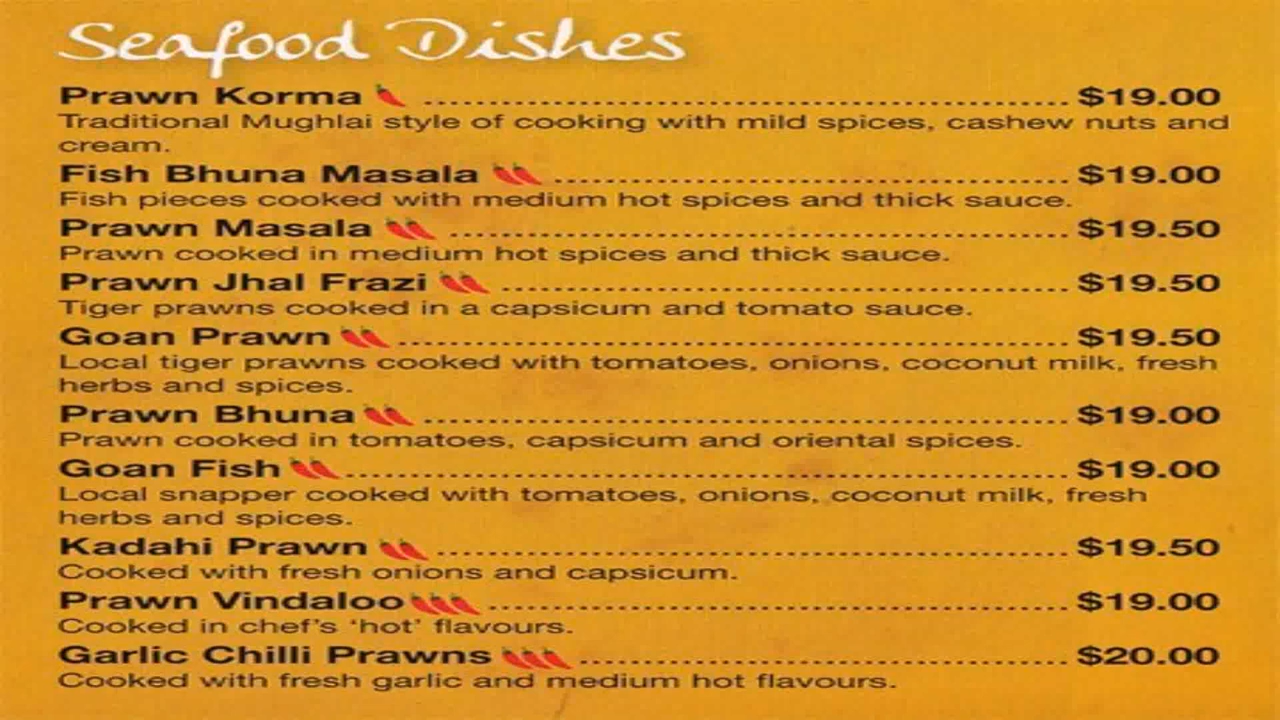 Seafood Dishes
Prawn Korma ........................................ $19.00
Traditional Mughlai style of cooking with mild spices, cashew nuts and
cream.
Fish Bhuna Masala ........................................ $19.00
Fish pieces cooked with medium hot spices and thick sauce.
Prawn Masala ........................................ $19.50
Prawn cooked in medium hot spices and thick sauce.
Prawn Jhal Frazi ........................................ $19.50
Tiger prawns cooked in a capsicum and tomato sauce.
Goan Prawn ........................................ $19.50
Local tiger prawns cooked with tomatoes, onions, coconut milk, fresh
herbs and spices.
Prawn Bhuna ........................................ $19.00
Prawn cooked in tomatoes, capsicum and oriental spices.
Goan Fish ........................................ $19.00
Local snapper cooked with tomatoes, onions, coconut milk, fresh
herbs and spices.
Kadahi Prawn ........................................ $19.50
Cooked with fresh onions and capsicum.
Prawn Vindaloo ........................................ $19.00
Cooked in chef's 'hot' flavours.
Garlic Chilli Prawns ........................................ $20.00
Cooked with fresh garlic and medium hot flavours.